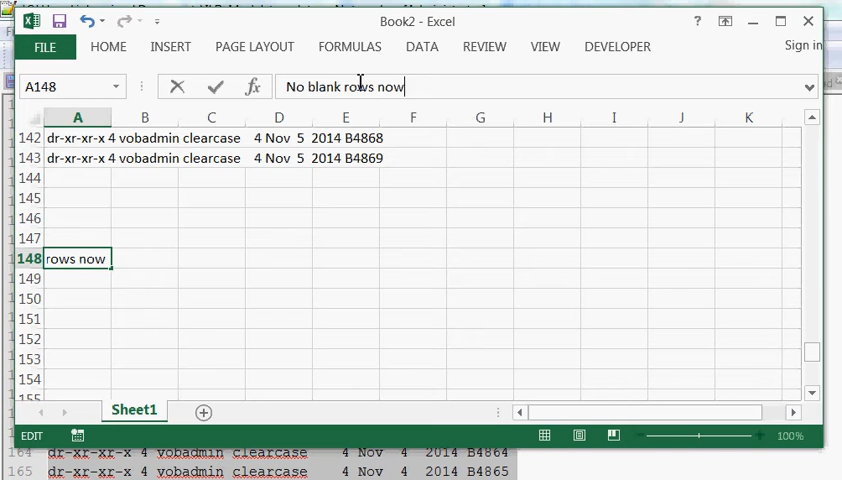 Book2 - Excel
?
Sign in
FILE HOME INSERT PAGE LAYOUT FORMULAS DATA REVIEW VIEW DEVELOPER
A148 fx No blank rows now
A B C D E F G H I J K
142 dr-xr-xr-x 4 vobadmin clearcase 4 Nov 5 2014 B4868
143 dr-xr-xr-x 4 vobadmin clearcase 4 Nov 5 2014 B4869
144
145
146
147
148 rows now
149
150
151
152
153
154
155
Sheet1
EDIT 100%
164 dr-xr-xr-x 4 vobadmin clearcase 4 Nov 4 2014 B4864
165 dr-xr-xr-x 4 vobadmin clearcase 4 Nov 4 2014 B4865